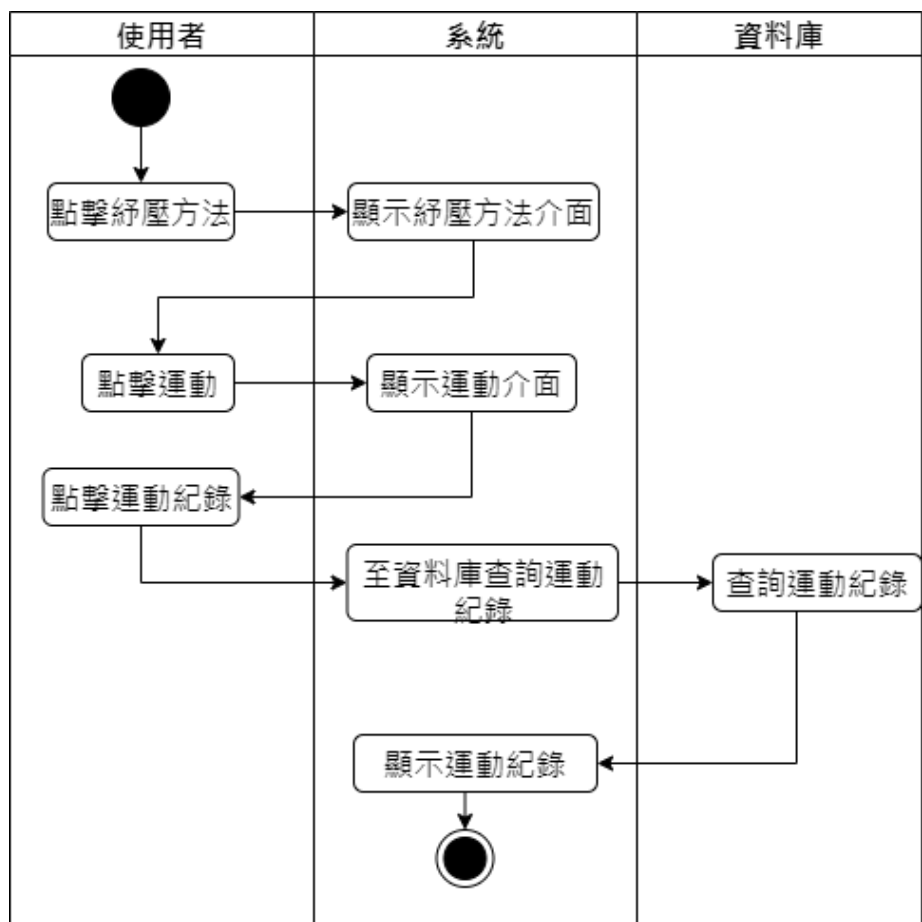 使用者
系統
資料庫
點擊紓壓方法
顯示紓壓方法介面
點擊運動
顯示運動介面
點擊運動紀錄
至資料庫查詢運動
紀錄
查詢運動紀錄
顯示運動紀錄